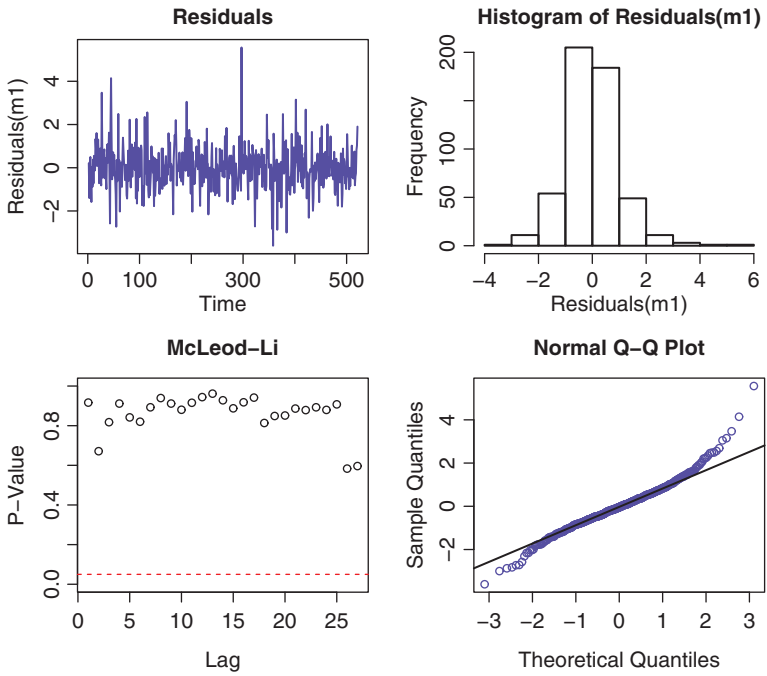 Residuals
Residuals(m1)
4
2
0
−2
0 100 300 500
Time
Histogram of Residuals(m1)
Frequency
200
100
50
0
−4 −2 0 2 4 6
Residuals(m1)
McLeod−Li
P−Value
0.8
0.4
0.0
0 5 10 15 20 25
Lag
Normal Q−Q Plot
Sample Quantiles
4
2
0
−2
−3 −2 −1 0 1 2 3
Theoretical Quantiles